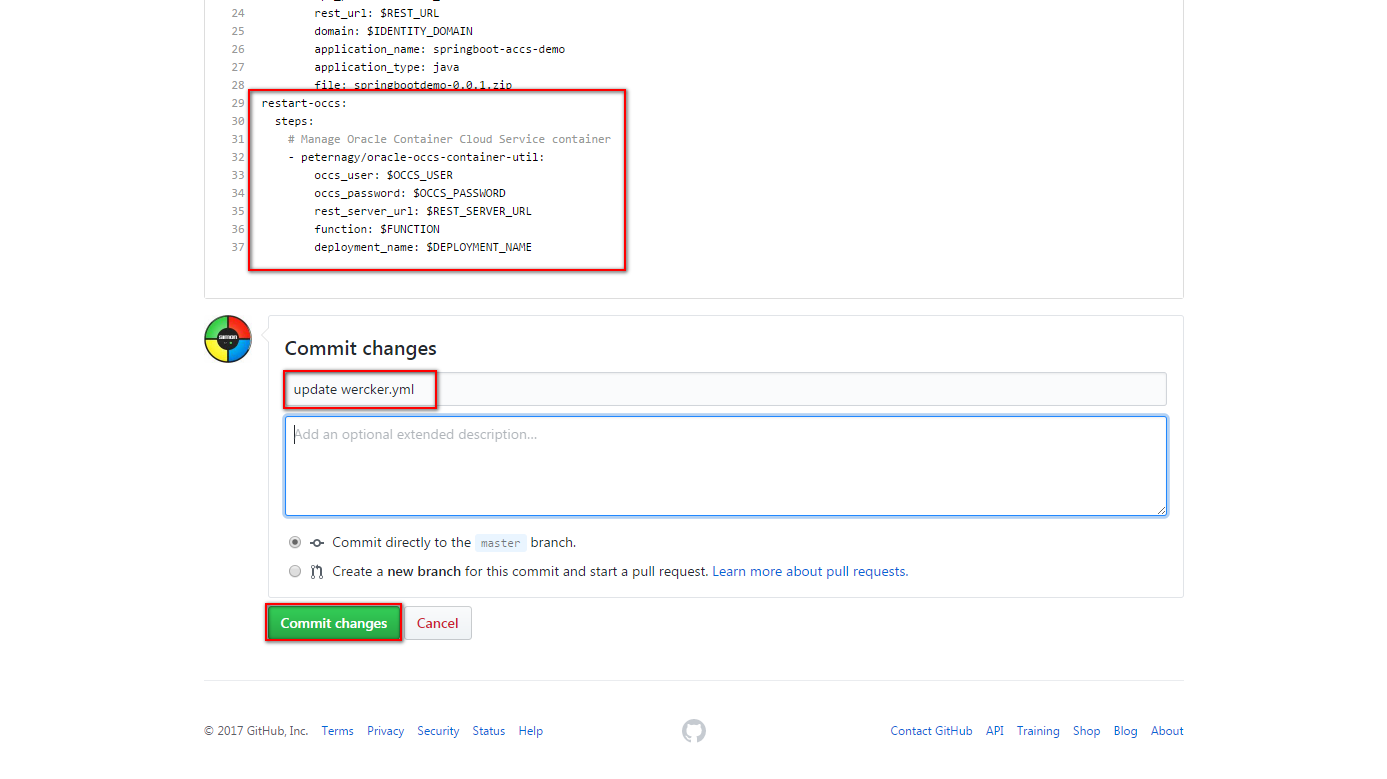 24 rest_url: $REST_URL
25 domain: $IDENTITY_DOMAIN
26 application_name: springboot-accs-demo
27 application_type: java
28 file: springbootdemo-0.0.1.zip
29 restart-occs:
30 steps:
31 # Manage Oracle Container Cloud Service container
32 - peternagy/oracle-occs-container-util:
33 occs_user: $OCCS_USER
34 occs_password: $OCCS_PASSWORD
35 rest_server_url: $REST_SERVER_URL
36 function: $FUNCTION
37 deployment_name: $DEPLOYMENT_NAME
SIMON
Commit changes
update wercker.yml
Add an optional extended description...
Commit directly to the master branch.
Create a new branch for this commit and start a pull request. Learn more about pull requests.
Commit changes Cancel
© 2017 GitHub, Inc. Terms Privacy Security Status Help Contact GitHub API Training Shop Blog About